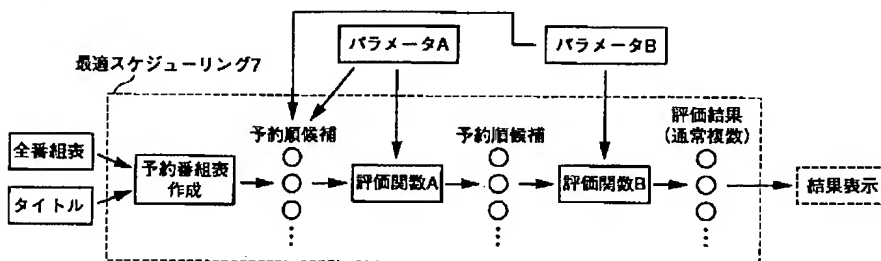 パラメータA
パラメータB
最適スケジューリング7
予約順候補
予約順候補
評価結果
(通常複数)
全番組表
タイトル
予約番組表
作成
評価関数A
評価関数B
結果表示